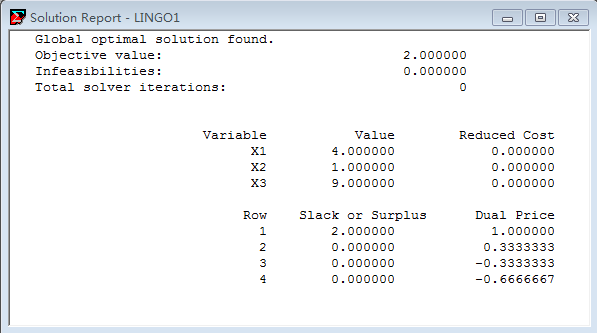 Solution Report - LINGO1
Global optimal solution found.
Objective value: 2.000000
Infeasibilities: 0.000000
Total solver iterations: 0
Variable Value Reduced Cost
X1 4.000000 0.000000
X2 1.000000 0.000000
X3 9.000000 0.000000
Row Slack or Surplus Dual Price
1 2.000000 1.000000
2 0.000000 0.3333333
3 0.000000 -0.3333333
4 0.000000 -0.6666667